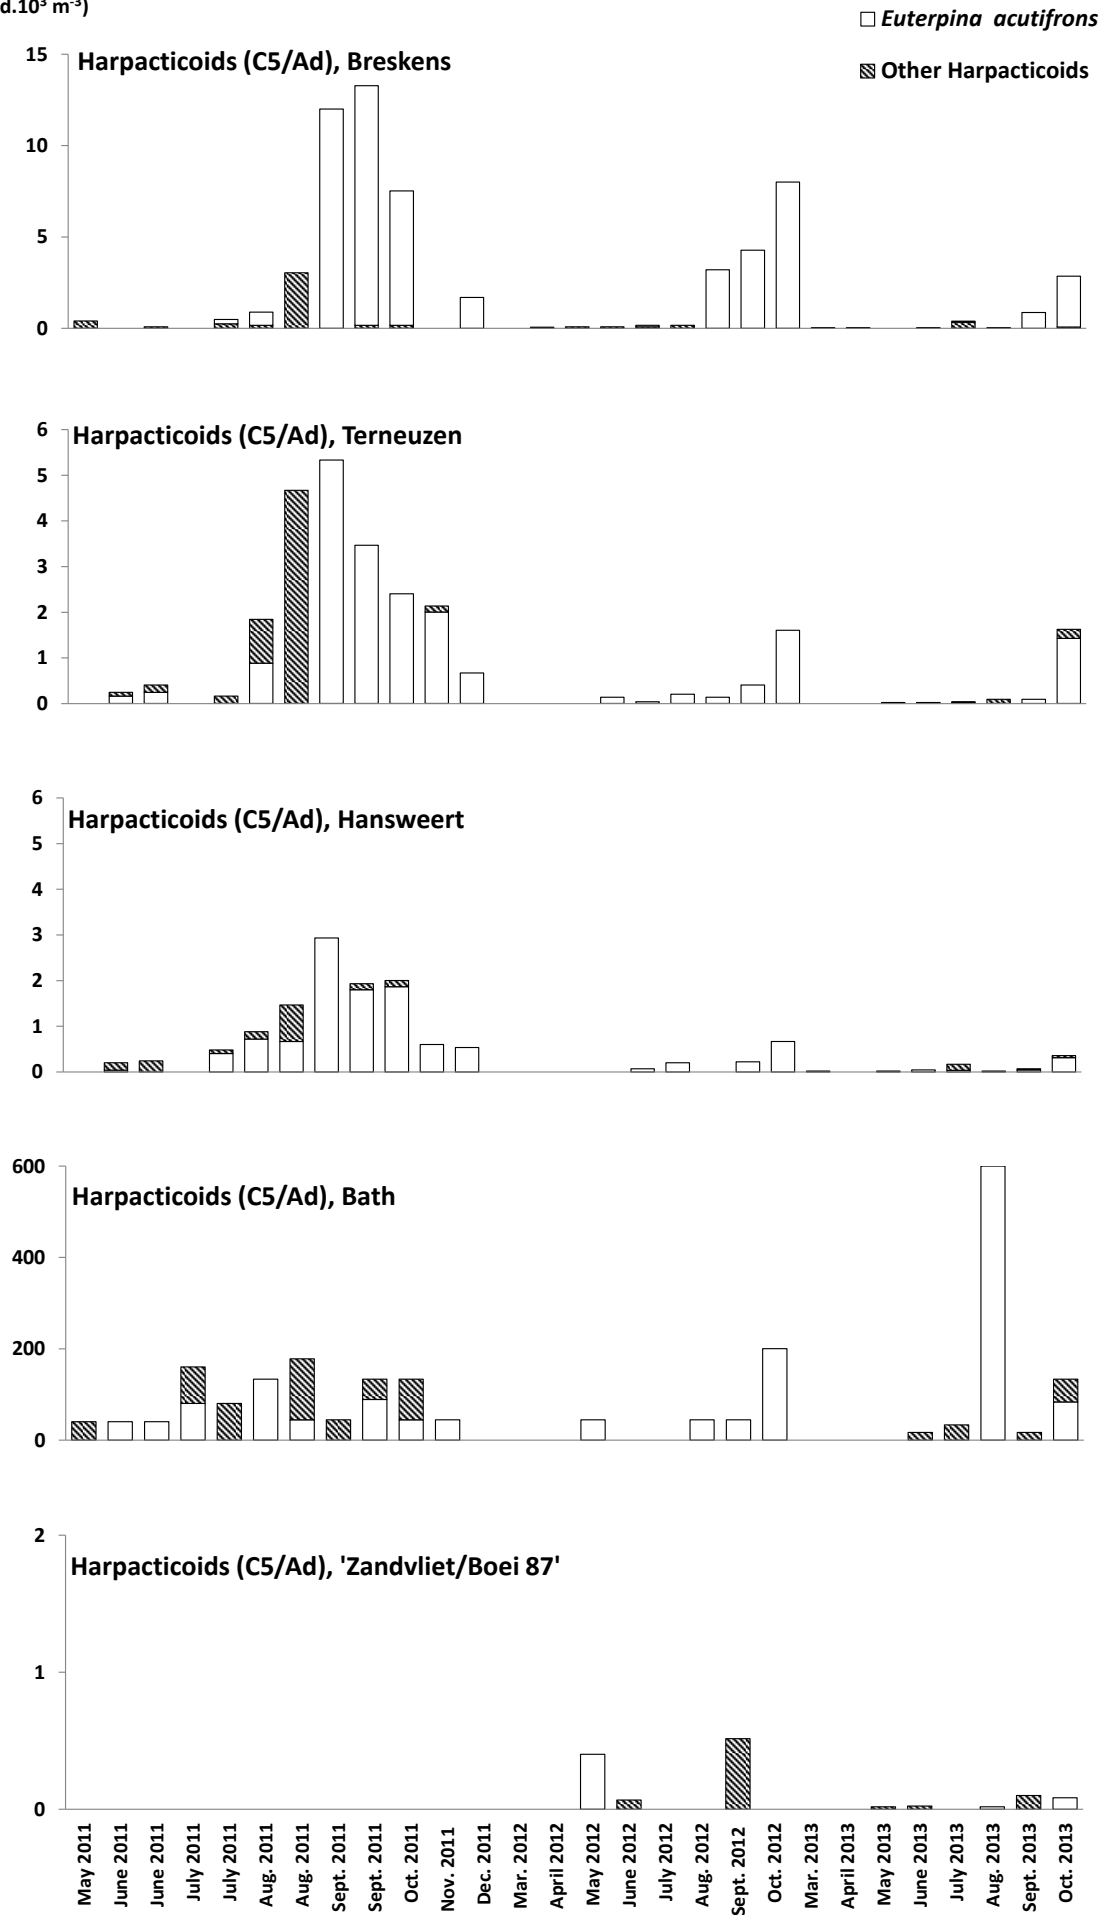 d.10³ m⁻³)
Euterpina acutifrons
Other Harpacticoids
Harpacticoids (C5/Ad), Breskens
15
10
5
0
Harpacticoids (C5/Ad), Terneuzen
6
5
4
3
2
1
0
Harpacticoids (C5/Ad), Hansweert
6
5
4
3
2
1
0
Harpacticoids (C5/Ad), Bath
600
400
200
0
Harpacticoids (C5/Ad), 'Zandvliet/Boei 87'
2
1
0
May 2011
June 2011
June 2011
July 2011
July 2011
Aug. 2011
Aug. 2011
Sept. 2011
Sept. 2011
Oct. 2011
Nov. 2011
Dec. 2011
Mar. 2012
April 2012
May 2012
June 2012
July 2012
Aug. 2012
Sept. 2012
Oct. 2012
Mar. 2013
April 2013
May 2013
June 2013
July 2013
Aug. 2013
Sept. 2013
Oct. 2013